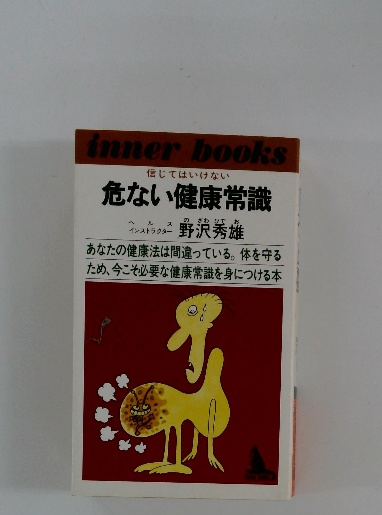 inner books
信じてはいけない
危ない健康常識
ヘルス
インストラクター
野沢秀雄
のざわひでお
あなたの健康法は間違っている。体を守る
ため、今こそ必要な健康常識を身につける本